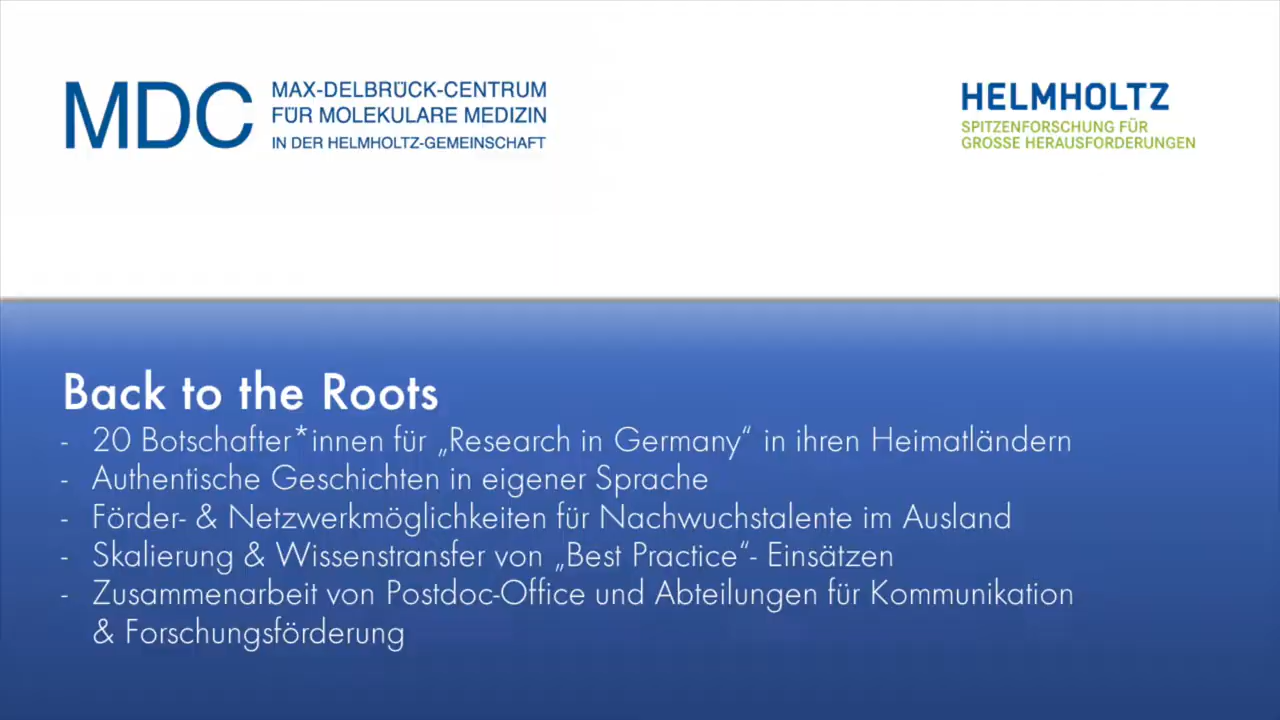 MDC
MAX-DELBRÜCK-CENTRUM
FÜR MOLEKULARE MEDIZIN
IN DER HELMHOLTZ-GEMEINSCHAFT
HELMHOLTZ
SPITZENFORSCHUNG FÜR
GROSSE HERAUSFORDERUNGEN
Back to the Roots
- 20 Botschafter*innen für „Research in Germany“ in ihren Heimatländern
- Authentische Geschichten in eigener Sprache
- Förder- & Netzwerkmöglichkeiten für Nachwuchstalente im Ausland
- Skalierung & Wissenstransfer von „Best Practice“- Einsätzen
- Zusammenarbeit von Postdoc-Office und Abteilungen für Kommunikation
& Forschungsförderung